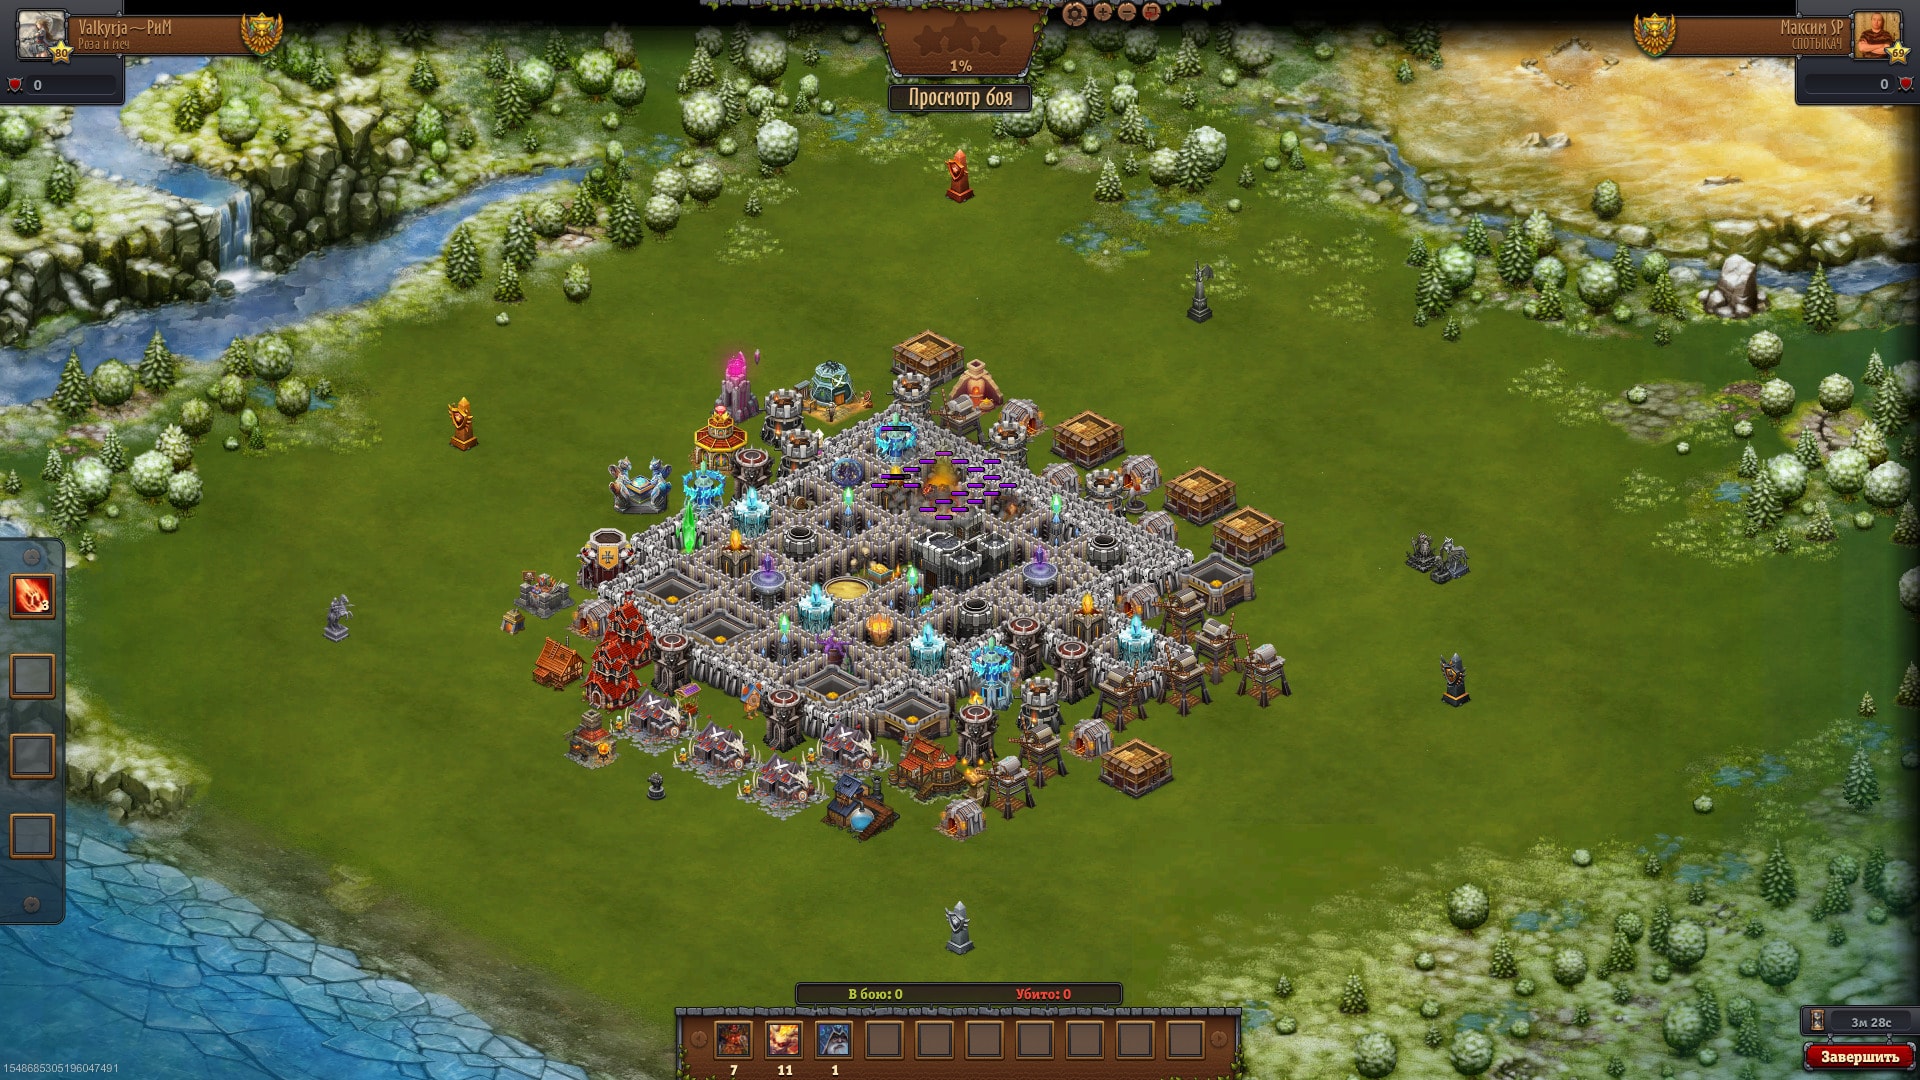 Valkyrja~РиМ
Роза и меч
80
0
1%
Просмотр боя
Максим SP
СПОТЫКАЧ
69
0
3
В бою: 0
Убито: 0
7
11
1
3м 28с
Завершить
1548685305196047491